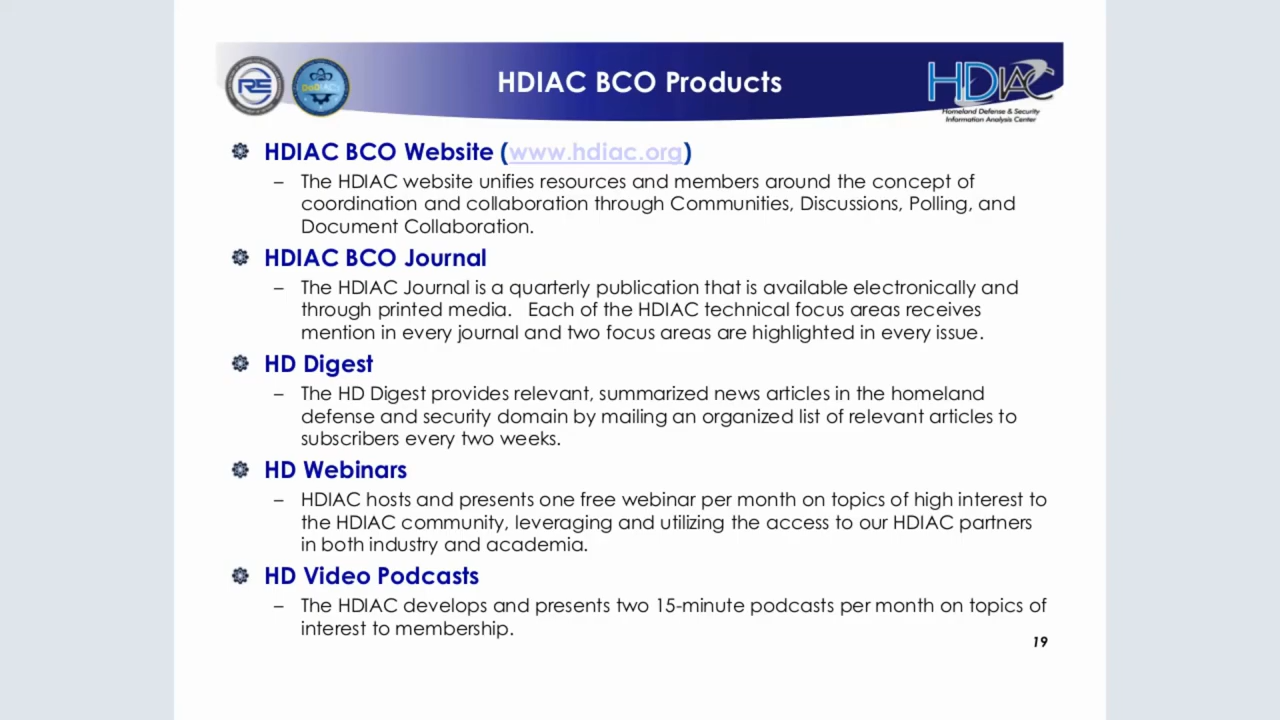 HDIAC BCO Products
RE
DoDIACs
HDIAC
Homeland Defense & Security
Information Analysis Center
HDIAC BCO Website (www.hdiac.org)
– The HDIAC website unifies resources and members around the concept of
coordination and collaboration through Communities, Discussions, Polling, and
Document Collaboration.
HDIAC BCO Journal
– The HDIAC Journal is a quarterly publication that is available electronically and
through printed media. Each of the HDIAC technical focus areas receives
mention in every journal and two focus areas are highlighted in every issue.
HD Digest
– The HD Digest provides relevant, summarized news articles in the homeland
defense and security domain by mailing an organized list of relevant articles to
subscribers every two weeks.
HD Webinars
– HDIAC hosts and presents one free webinar per month on topics of high interest to
the HDIAC community, leveraging and utilizing the access to our HDIAC partners
in both industry and academia.
HD Video Podcasts
– The HDIAC develops and presents two 15-minute podcasts per month on topics of
interest to membership.
19